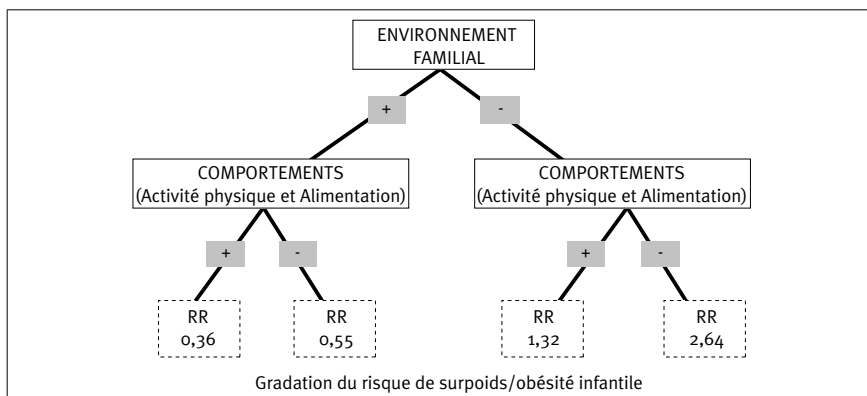 ENVIRONNEMENT
FAMILIAL
+
-
COMPORTEMENTS
(Activité physique et Alimentation)
COMPORTEMENTS
(Activité physique et Alimentation)
+
-
+
-
RR
0,36
RR
0,55
RR
1,32
RR
2,64
Gradation du risque de surpoids/obésité infantile